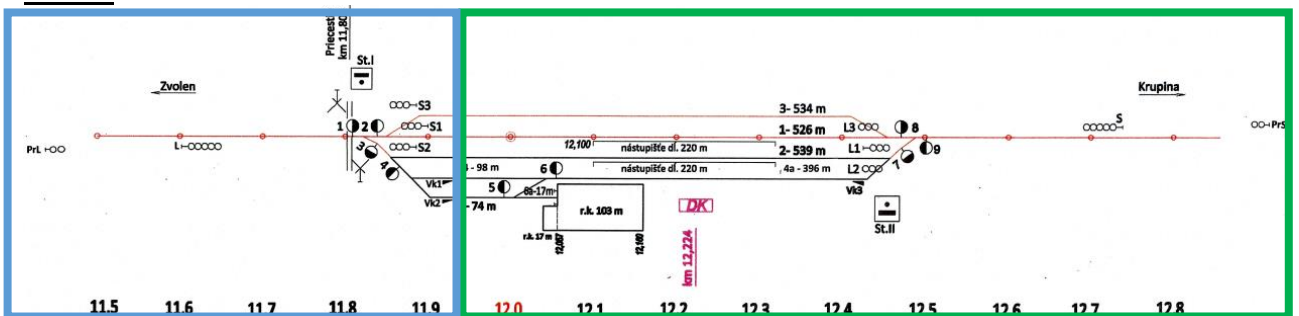 Priecest
km 11,80
St.I
Zvolen
Krupina
S3
3- 534 m
1 2
S1
1- 526 m
L3
8
S
PrS
PrL
L
3
S2
12,100
nástupište dĺ. 220 m
2- 539 m
L1
7
9
4
- 98 m
6
nástupište dĺ. 220 m
4a - 396 m
L2
Vk1
5
8a-17m
Vk3
Vk2
- 74 m
r.k. 103 m
DK
r.k. 17 m
St.II
12,087
12,100
km 12,224
11.5 11.6 11.7 11.8 11.9 12.0 12.1 12.2 12.3 12.4 12.5 12.6 12.7 12.8